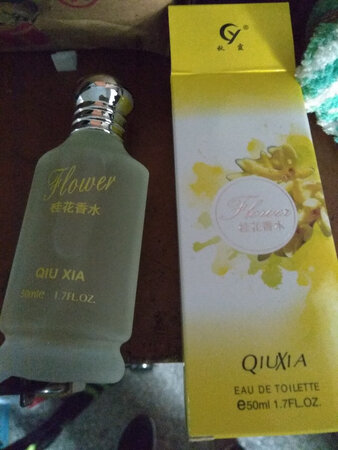 Flower
桂花香水
QIU XIA
50ml 1.7FL.OZ.
®
秋霞
Flower
桂花香水
QIUXIA
EAU DE TOILETTE
e50ml 1.7FL.OZ.